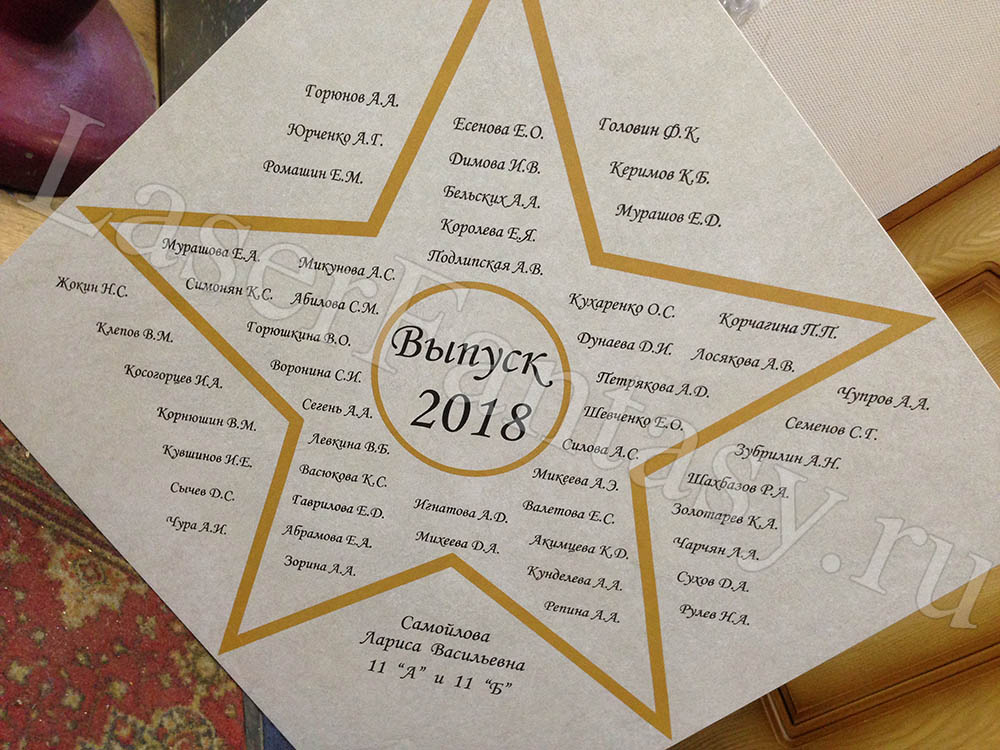 Горюнов А.А.
Юрченко А.Г.
Ромашин Е.М.
Есенова Е.О.
Димова И.В.
Бельских А.А.
Королева Е.Я.
Подлипская А.В.
Головин Ф.К.
Керимов К.Б.
Мурашов Е.Д.
Мурашова Е.А.
Микунова А.С.
Симонян К.С.
Абилова С.М.
Горюшкина В.О.
Воронина С.И.
Сегень А.А.
Левкина В.Б.
Васюкова К.С.
Гаврилова Е.Д.
Абрамова Е.А.
Зорина А.А.
Жокин Н.С.
Клепов В.М.
Косогорцев И.А.
Корнюшин В.М.
Кувшинов И.Е.
Сычев Д.С.
Чура А.И.
Выпуск
2018
Кухаренко О.С.
Корчагина П.П.
Дунаева Д.И.
Лосякова А.В.
Петрякова А.Д.
Шевченко Е.О.
Силова А.С.
Микеева А.Э.
Игнатова А.Д.
Валетова Е.С.
Михеева Д.А.
Акимцева К.Д.
Кунделева А.А.
Репина А.А.
Чупров А.А.
Семенов С.Г.
Зубрилин А.Н.
Шахбазов Р.А.
Золотарев К.А.
Чарчян Л.А.
Сухов Д.А.
Рулев Н.А.
Самойлова
Лариса Васильевна
11 “А” и 11 “Б”
LaserFantasy.ru